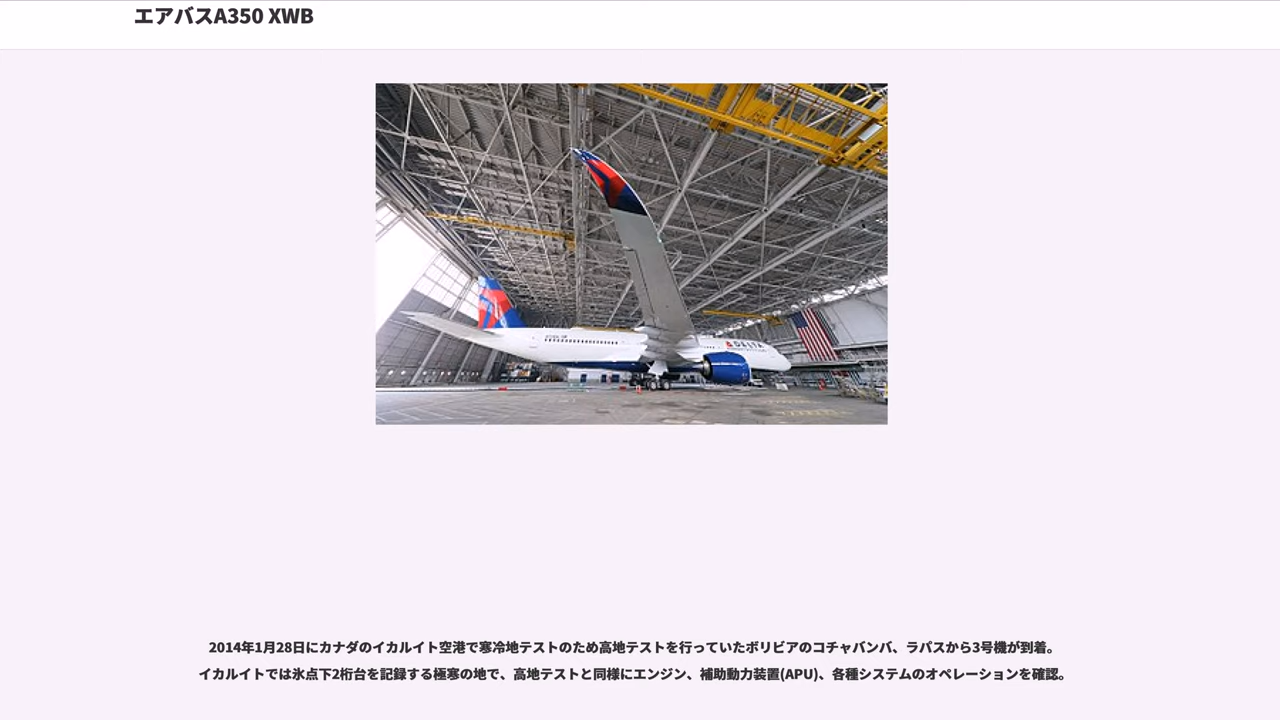 エアバスA350 XWB
DELTA
2014年1月28日にカナダのイカルイト空港で寒冷地テストのため高地テストを行っていたボリビアのコチャバンバ、ラパスから3号機が到着。
イカルイトでは氷点下2桁台を記録する極寒の地で、高地テストと同様にエンジン、補助動力装置(APU)、各種システムのオペレーションを確認。